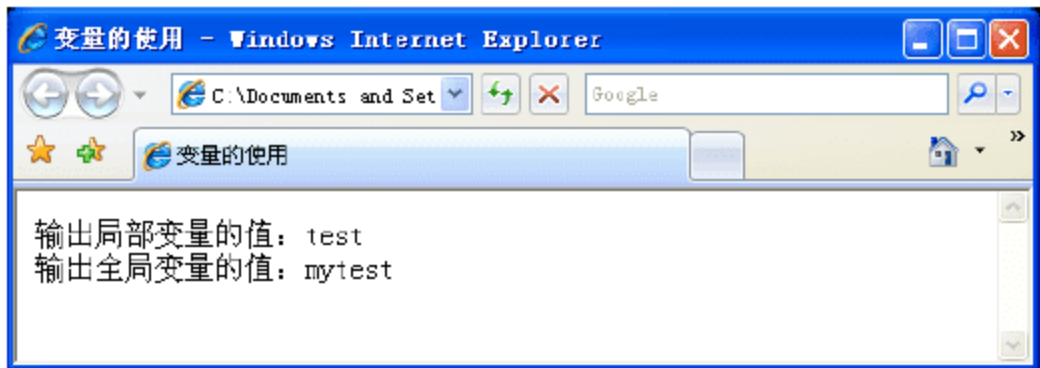 变量的使用 - Windows Internet Explorer
C:\Documents and Set
Google
变量的使用
输出局部变量的值：test
输出全局变量的值：mytest